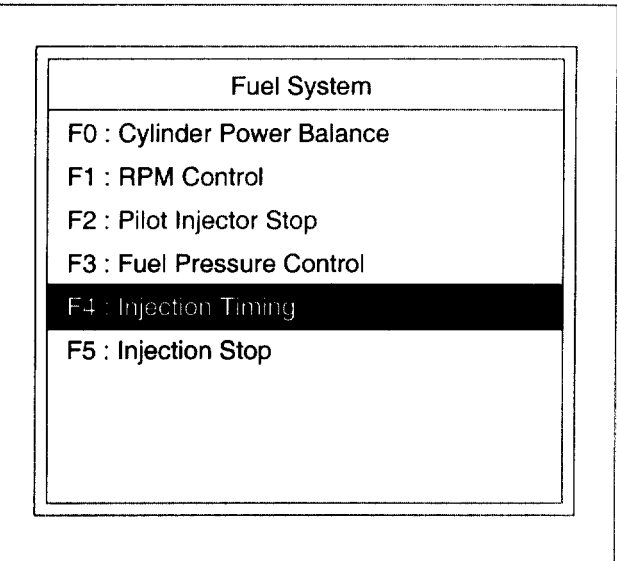 Fuel System
F0 : Cylinder Power Balance
F1 : RPM Control
F2 : Pilot Injector Stop
F3 : Fuel Pressure Control
F4 : Injection Timing
F5 : Injection Stop